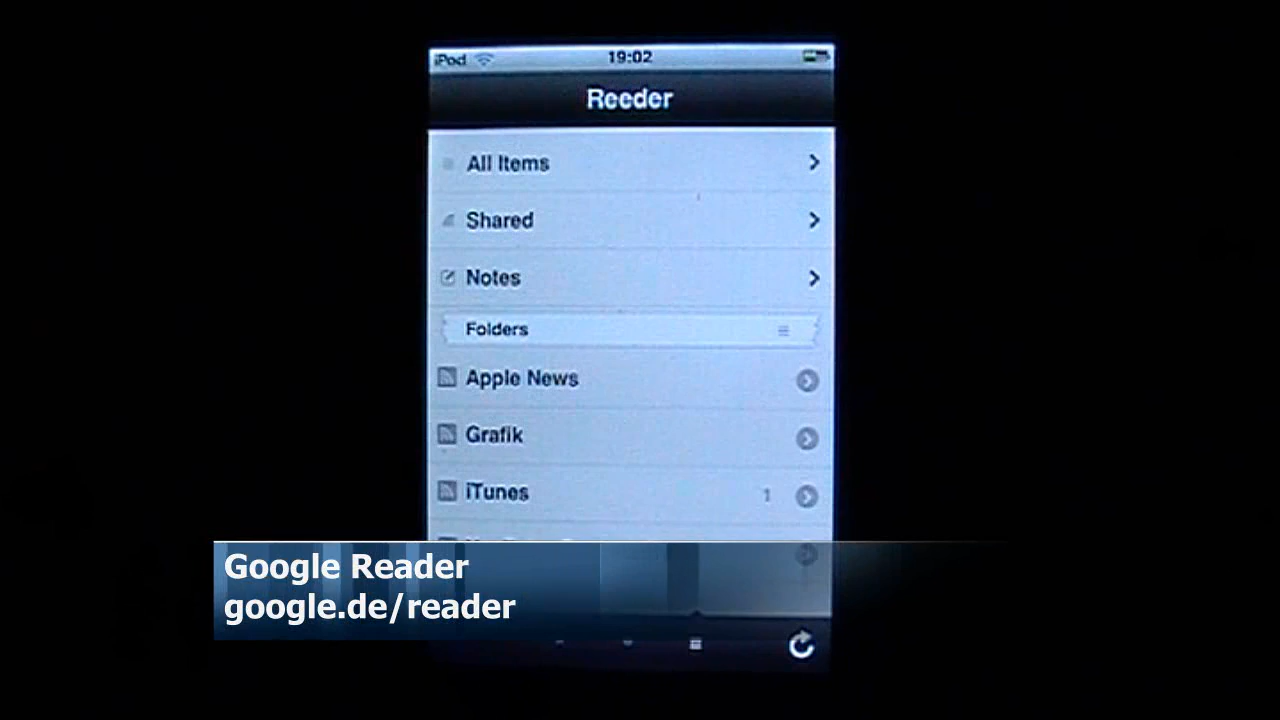 iPod
19:02
Reeder
All Items
Shared
Notes
Folders
Apple News
Grafik
iTunes 1
Google Reader
google.de/reader